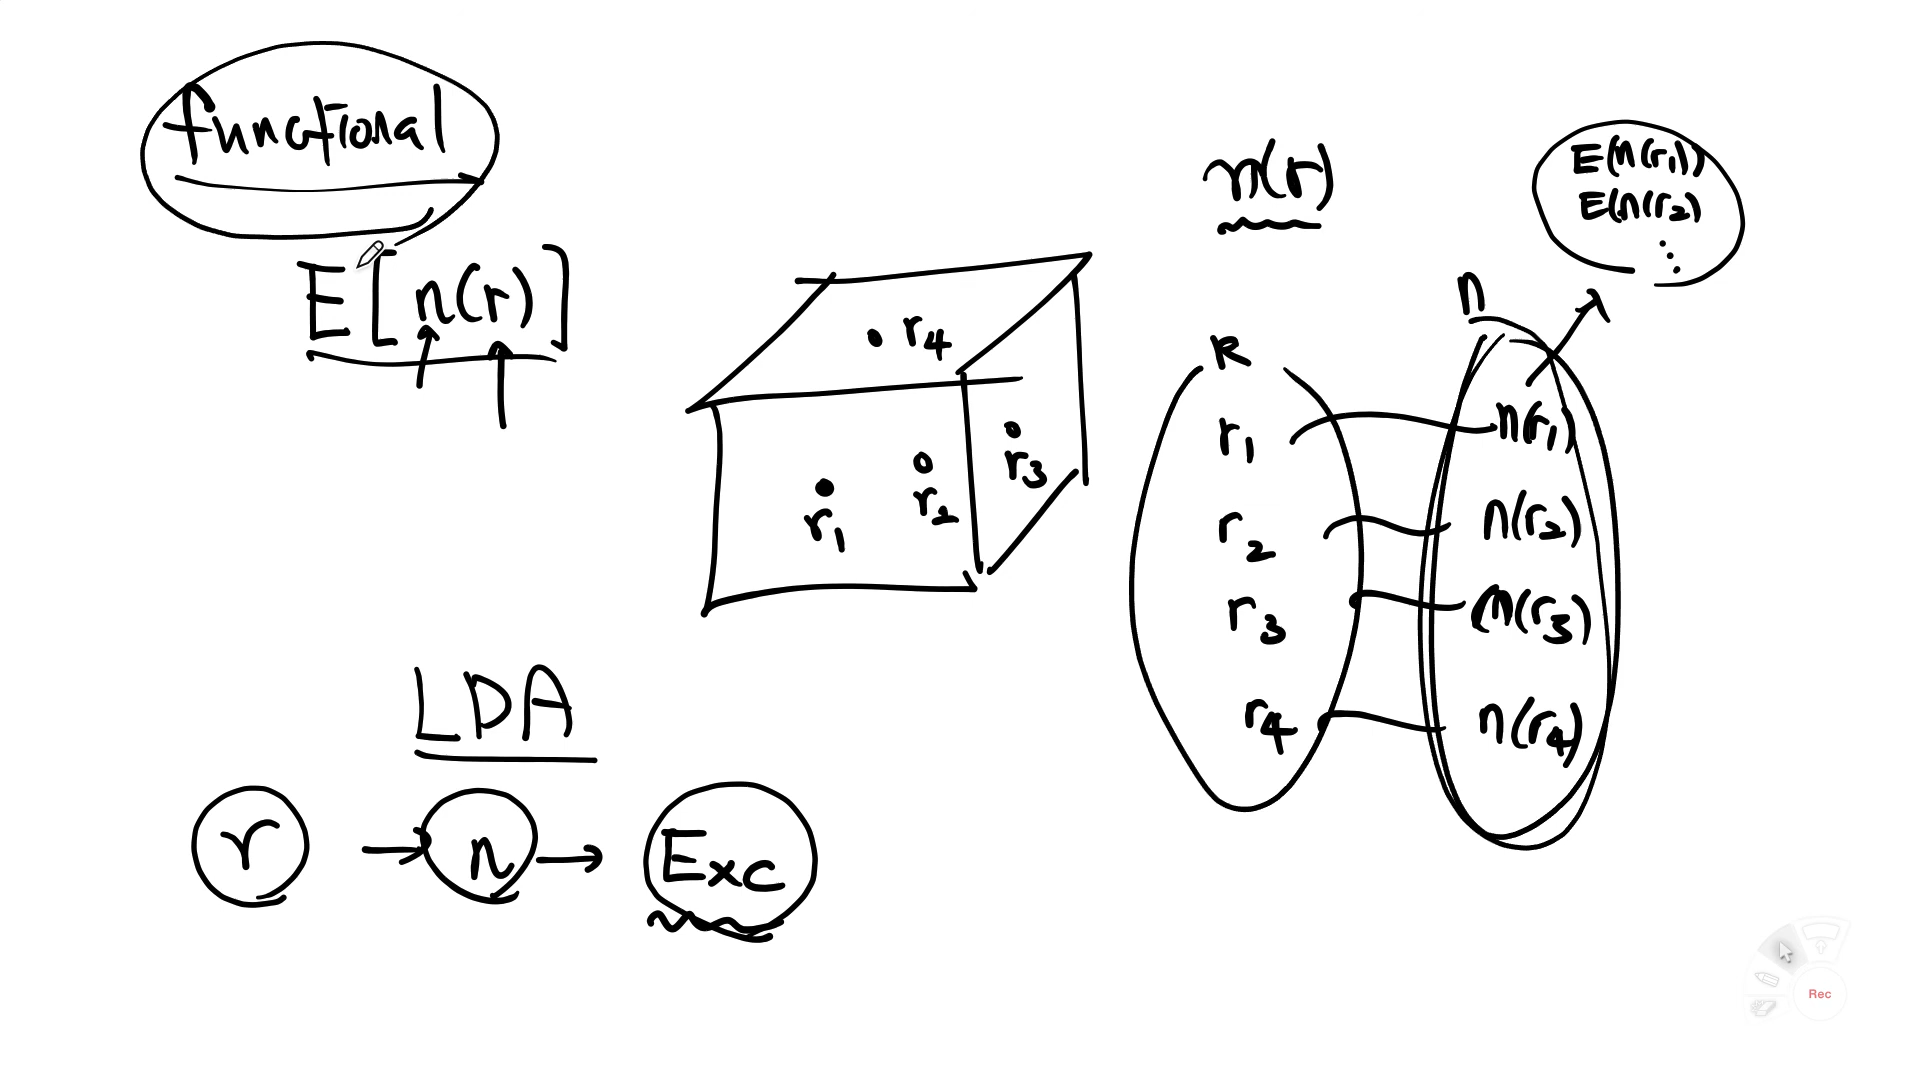 functional
E[n(r)]
r4
r3
r2
r1
n(r)
E(n(r1)
E(n(r2)
⋮
R
n
r1
n(r1)
r2
n(r2)
r3
n(r3)
r4
n(r4)
LDA
r → n → Exc
Rec